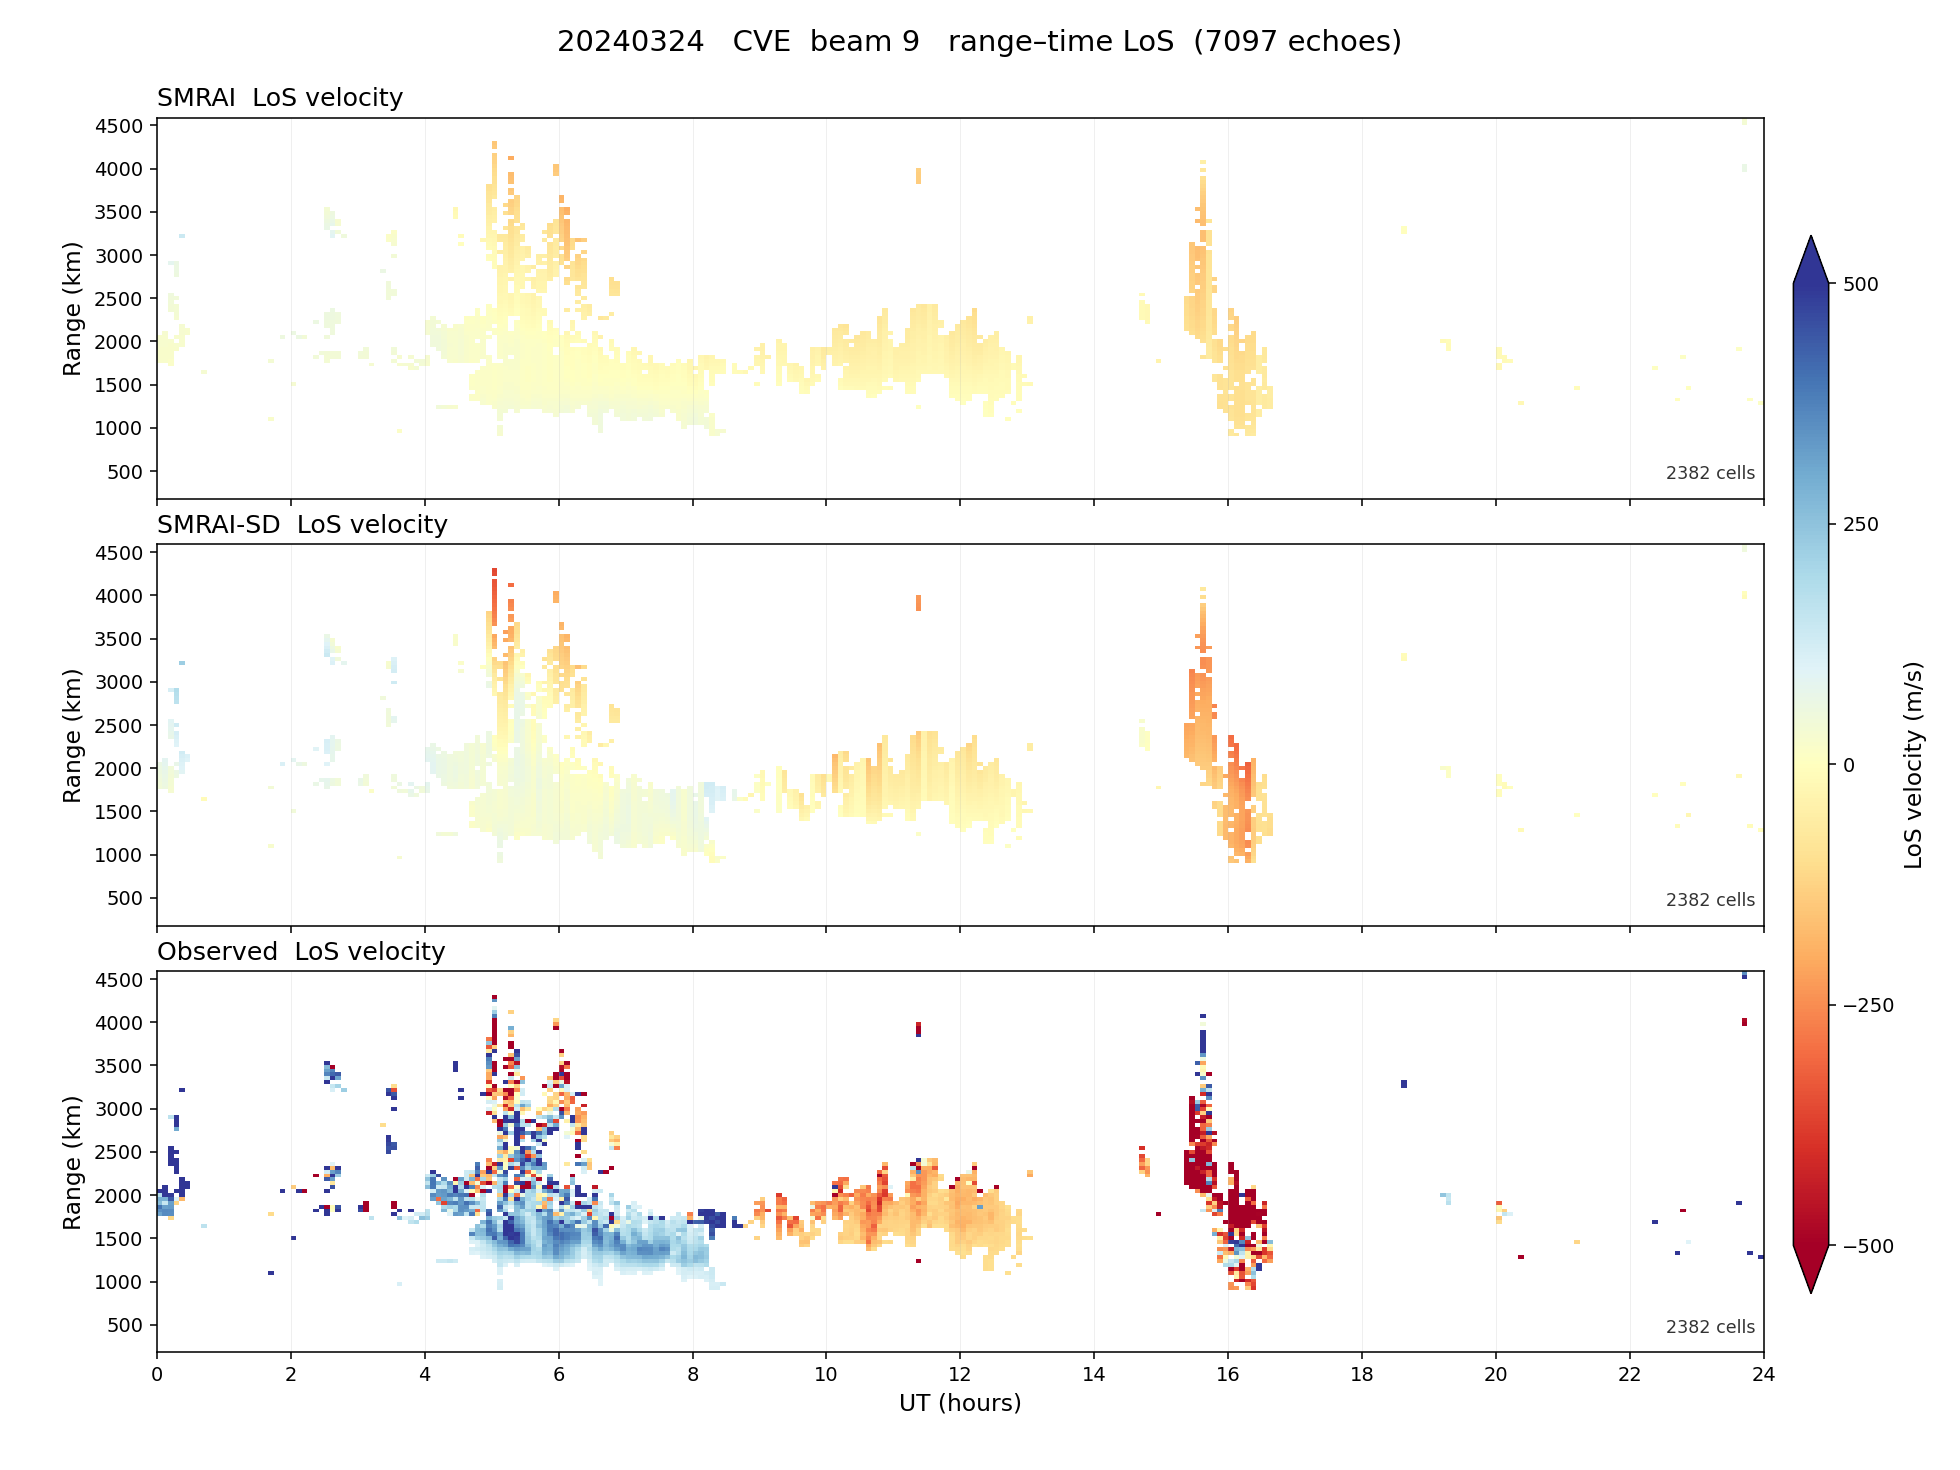 20240324   CVE  beam 9   range–time LoS  (7097 echoes)
SMRAI  LoS velocity
4500
4000
3500
3000
2500
2000
1500
1000
500
Range (km)
2382 cells
SMRAI-SD  LoS velocity
4500
4000
3500
3000
2500
2000
1500
1000
500
Range (km)
2382 cells
Observed  LoS velocity
4500
4000
3500
3000
2500
2000
1500
1000
500
Range (km)
2382 cells
0 2 4 6 8 10 12 14 16 18 20 22 24
UT (hours)
500
250
0
−250
−500
LoS velocity (m/s)